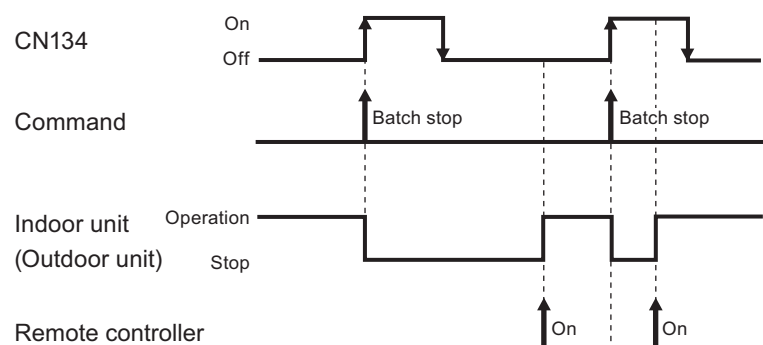 CN134
On
Off
Command
Batch stop
Batch stop
Indoor unit
(Outdoor unit)
Operation
Stop
Remote controller
On
On